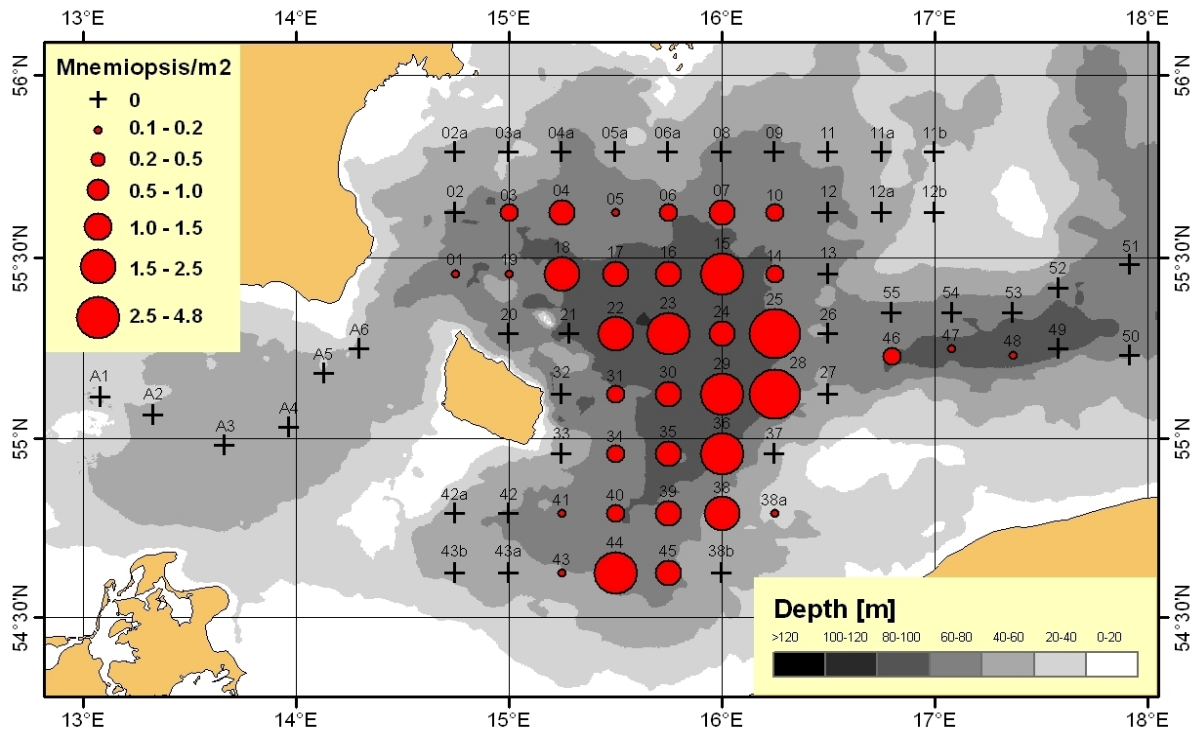 13°E 14°E 15°E 16°E 17°E 18°E
56°N 56°N
55°30'N 55°30'N
55°N 55°N
54°30'N 54°30'N
Mnemiopsis/m2
0
0.1 - 0.2
0.2 - 0.5
0.5 - 1.0
1.0 - 1.5
1.5 - 2.5
2.5 - 4.8
02a 03a 04a 05a 06a 08 09 11 11a 11b
02 03 04 05 06 07 10 12 12a 12b
01 19 18 17 16 15 14 13 51
52
20 21 22 23 24 25 26 55 54 53
A6 46 47 48 49 50
A5
A1 A2 32 31 30 29 28 27
A3 A4 33 34 35 36 37
42a 42 41 40 39 38 38a
43b 43a 43 44 45 38b
Depth [m]
>120 100-120 80-100 60-80 40-60 20-40 0-20
13°E 14°E 15°E 16°E 17°E 18°E